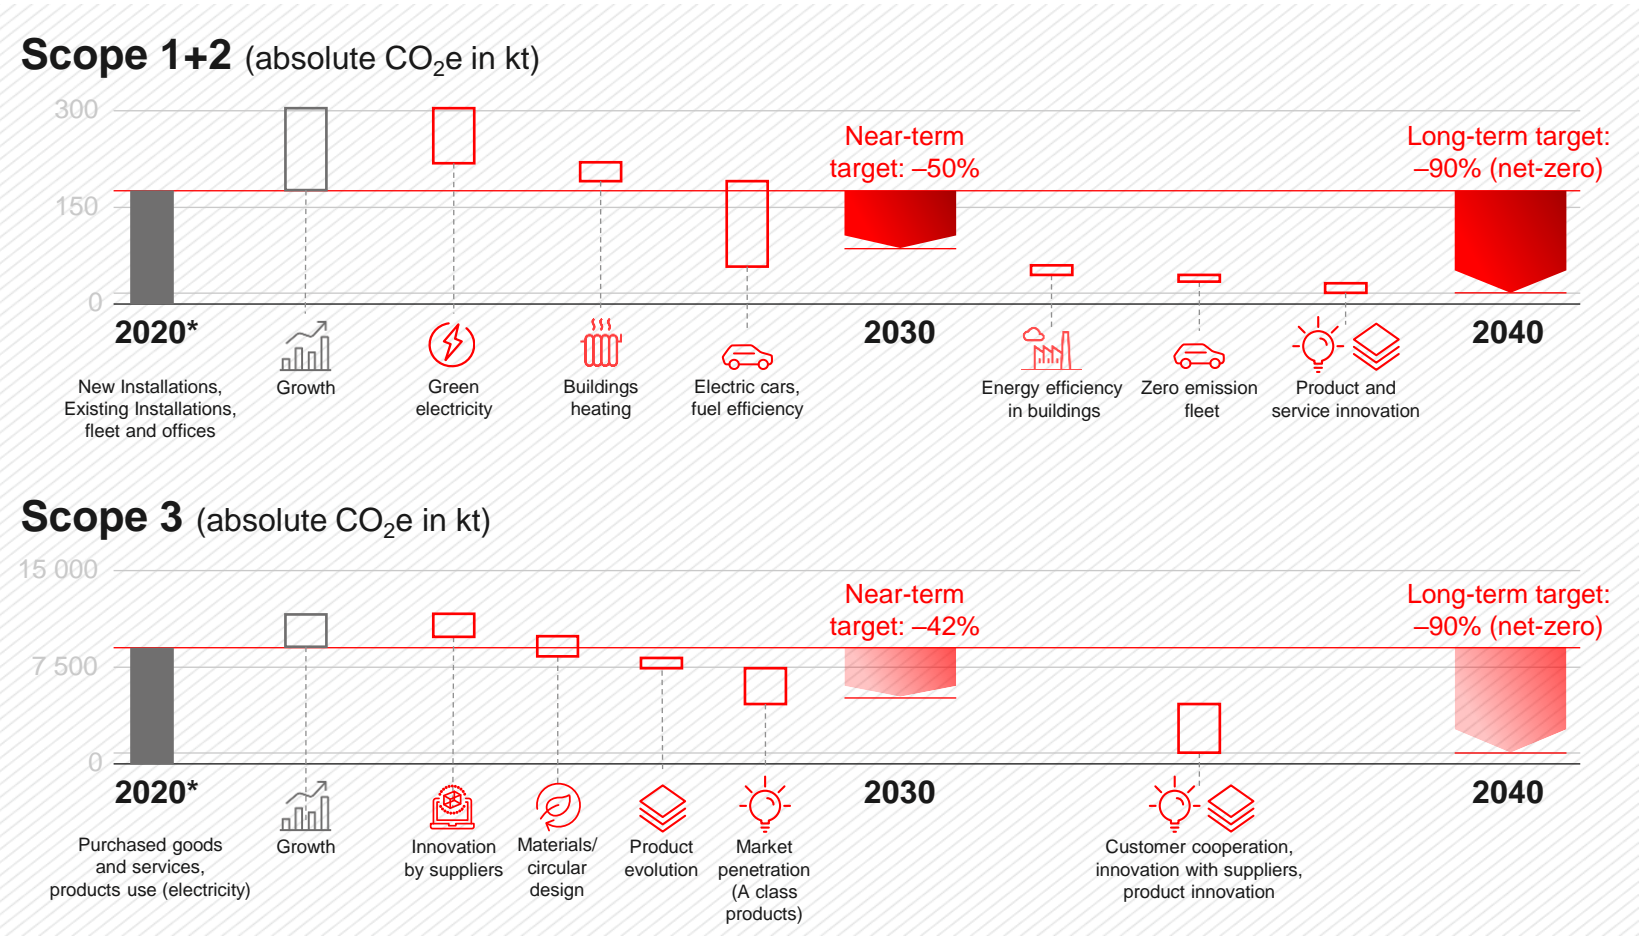 Scope 1+2 (absolute CO₂e in kt)
300
150
0
Near-term
target: –50%
Long-term target:
–90% (net-zero)
2020*
2030
2040
New Installations,
Existing Installations,
fleet and offices
Growth
Green
electricity
Buildings
heating
Electric cars,
fuel efficiency
Energy efficiency
in buildings
Zero emission
fleet
Product and
service innovation
Scope 3 (absolute CO₂e in kt)
15 000
7 500
0
Near-term
target: –42%
Long-term target:
–90% (net-zero)
2020*
2030
2040
Purchased goods
and services,
products use (electricity)
Growth
Innovation
by suppliers
Materials/
circular
design
Product
evolution
Market
penetration
(A class
products)
Customer cooperation,
innovation with suppliers,
product innovation